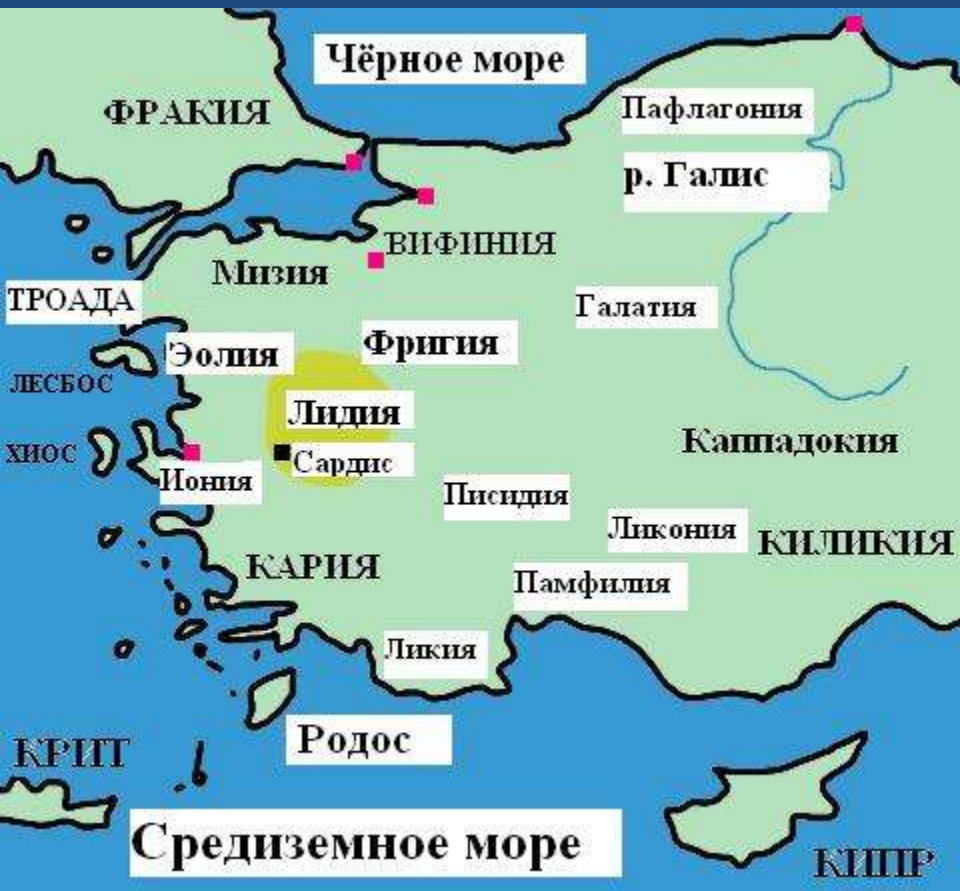 Чёрное море
ФРАКИЯ
Пафлагония
р. Галис
ВИФИНИЯ
Мизия
ТРОАДА
Галатия
Эолия
Фригия
ЛЕСБОС
Лидия
ХИОС
Сардис
Каппадокия
Иония
Писидия
Ликония
КИЛИКИЯ
КАРИЯ
Памфилия
Ликия
Родос
КРИТ
Средиземное море
КИПР